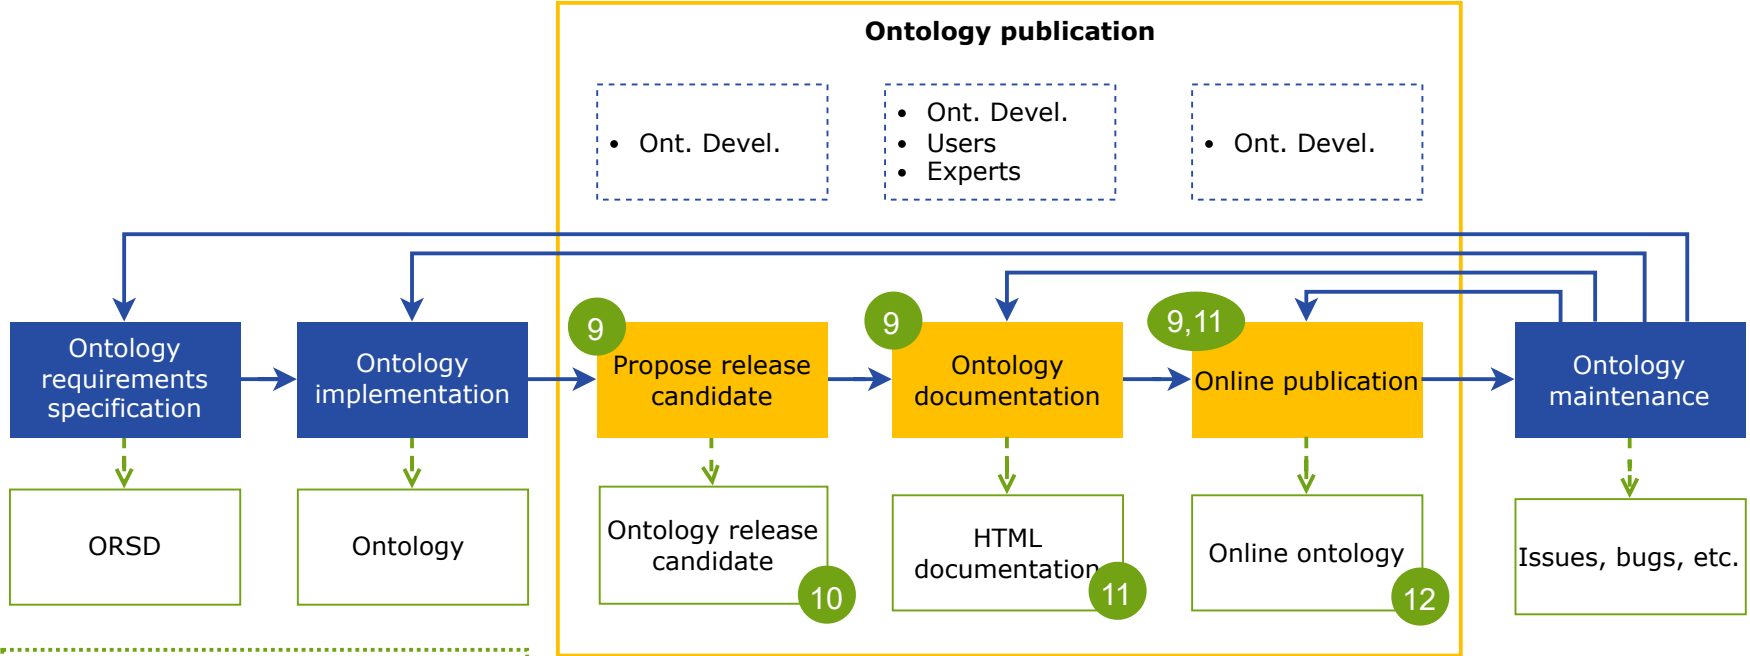 Ontology publication
• Ont. Devel.
• Ont. Devel.
• Users
• Experts
• Ont. Devel.
Ontology
requirements
specification
Ontology
implementation
9
Propose release
candidate
9
Ontology
documentation
9,11
Online publication
Ontology
maintenance
ORSD
Ontology
Ontology release
candidate
10
HTML
documentation
11
Online ontology
12
Issues, bugs, etc.